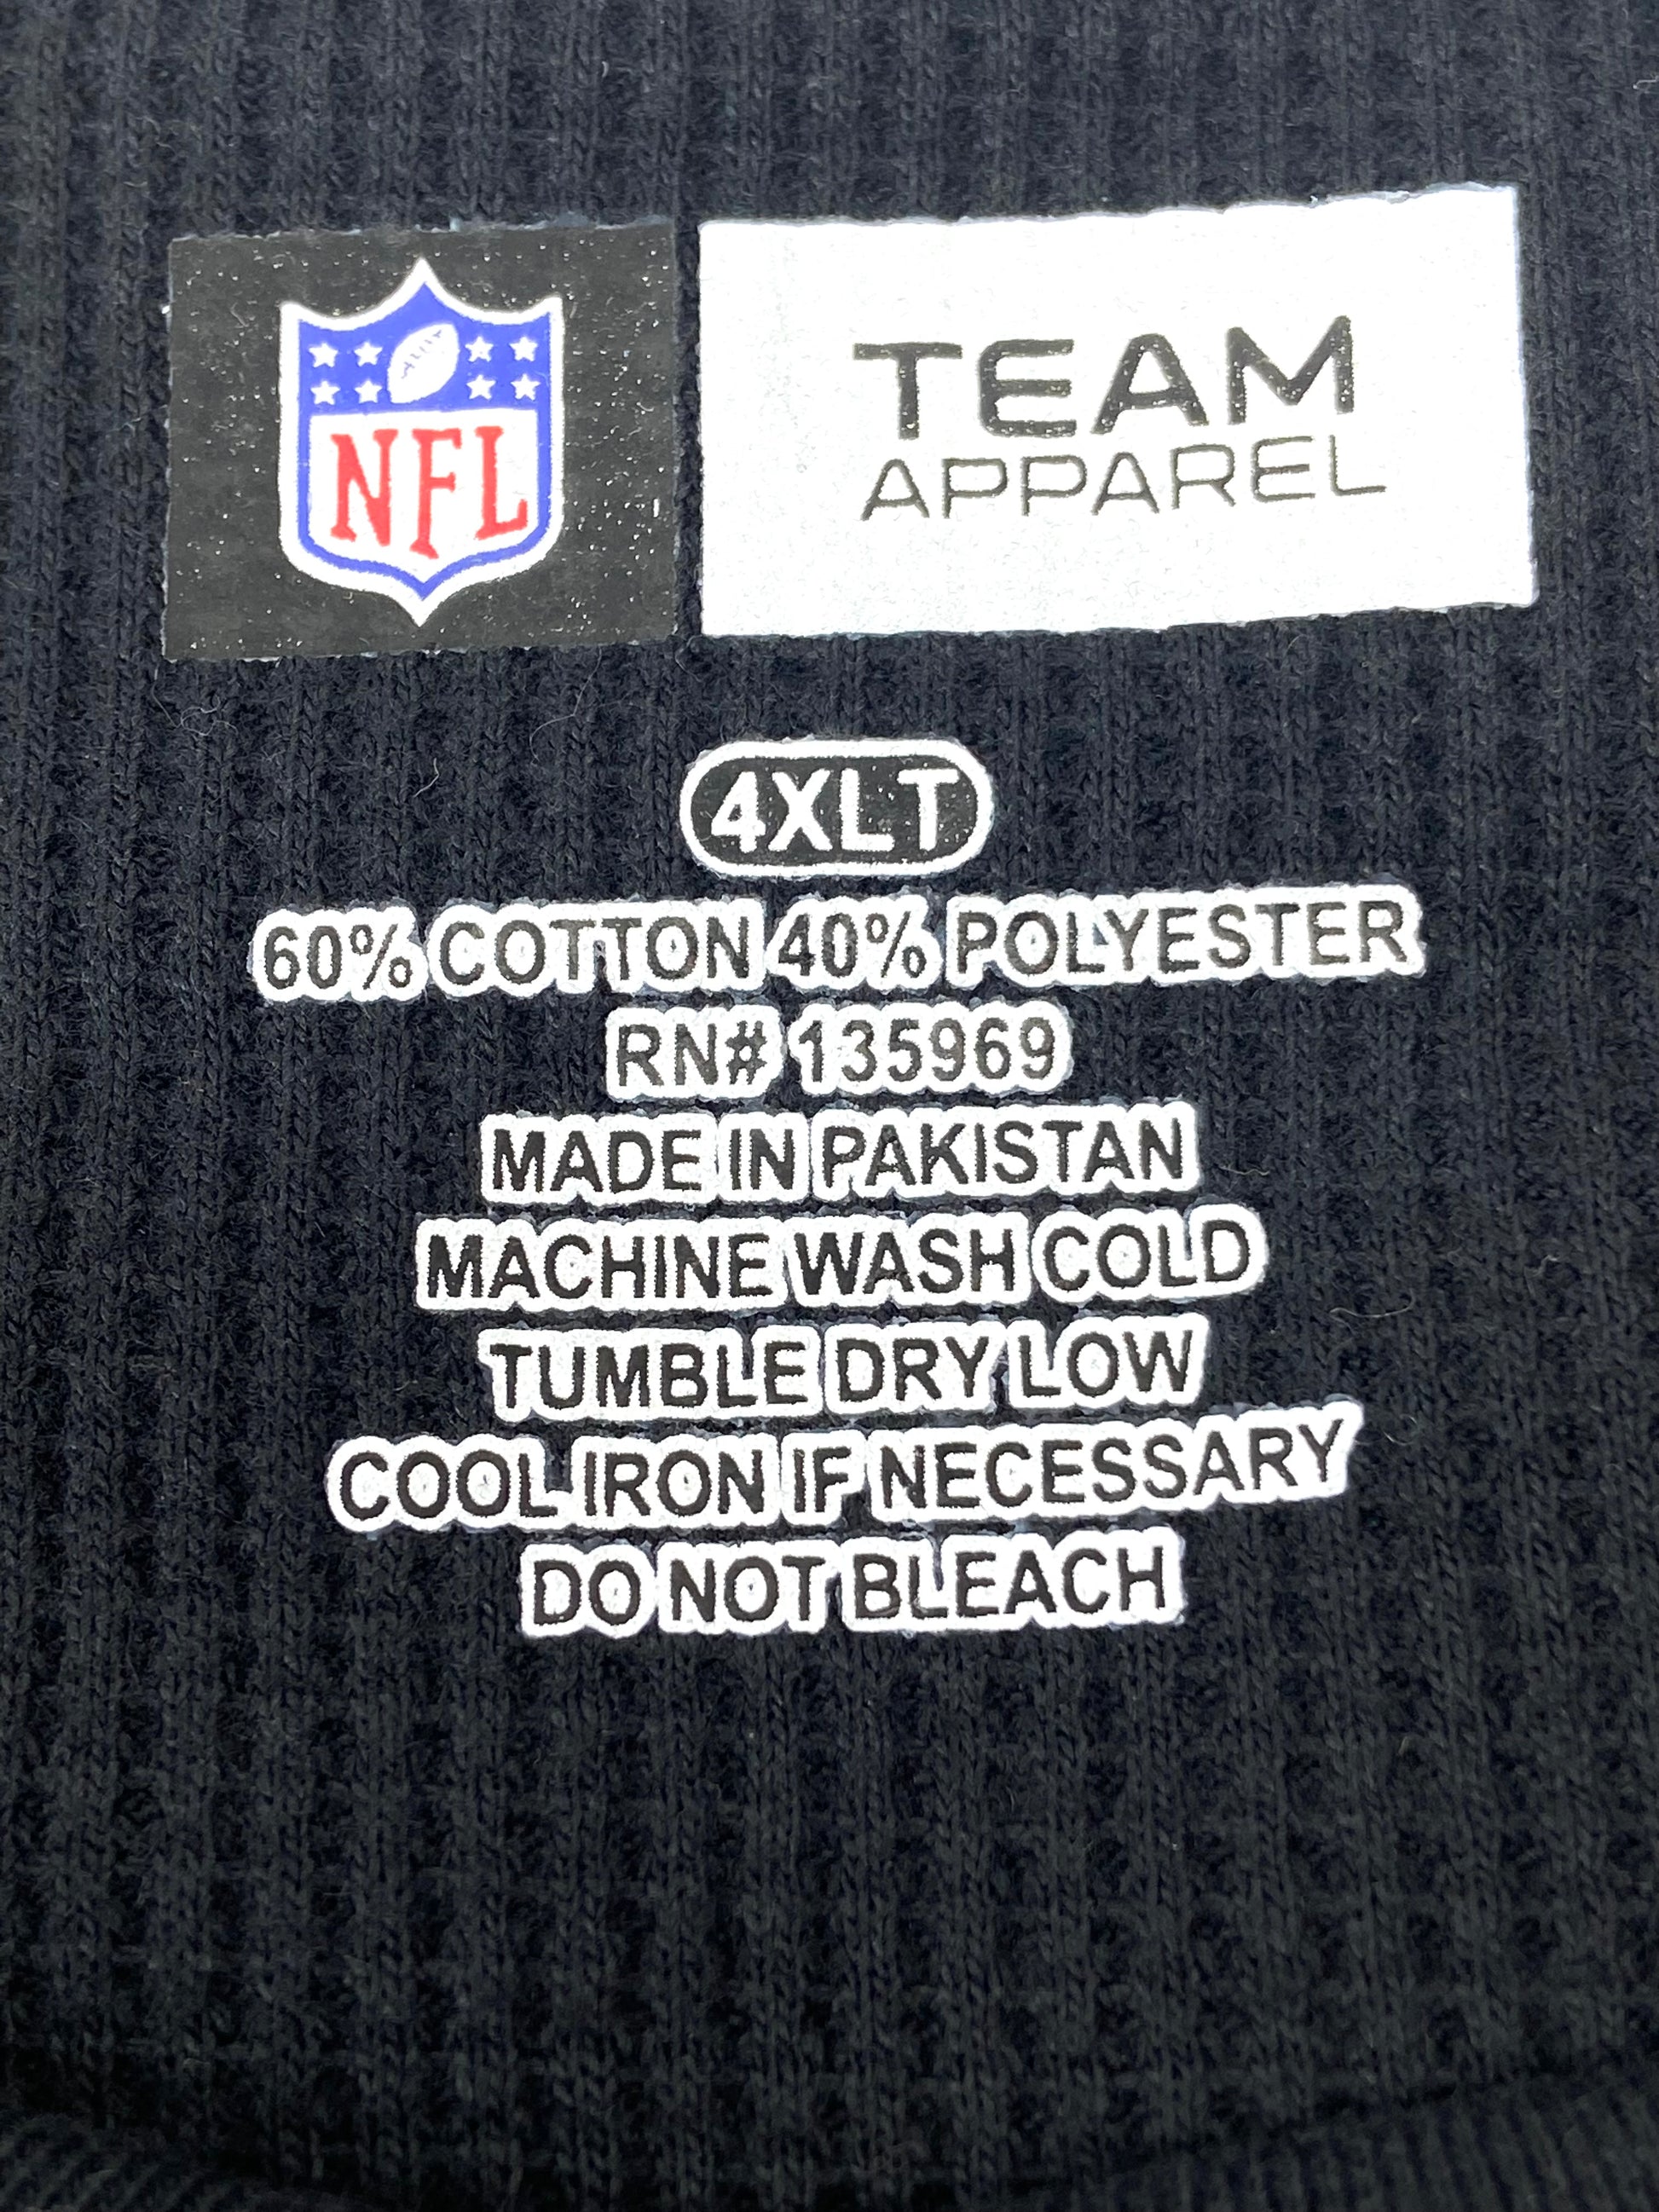 NFL
TEAM
APPAREL
4XLT
60% COTTON 40% POLYESTER
RN# 135969
MADE IN PAKISTAN
MACHINE WASH COLD
TUMBLE DRY LOW
COOL IRON IF NECESSARY
DO NOT BLEACH